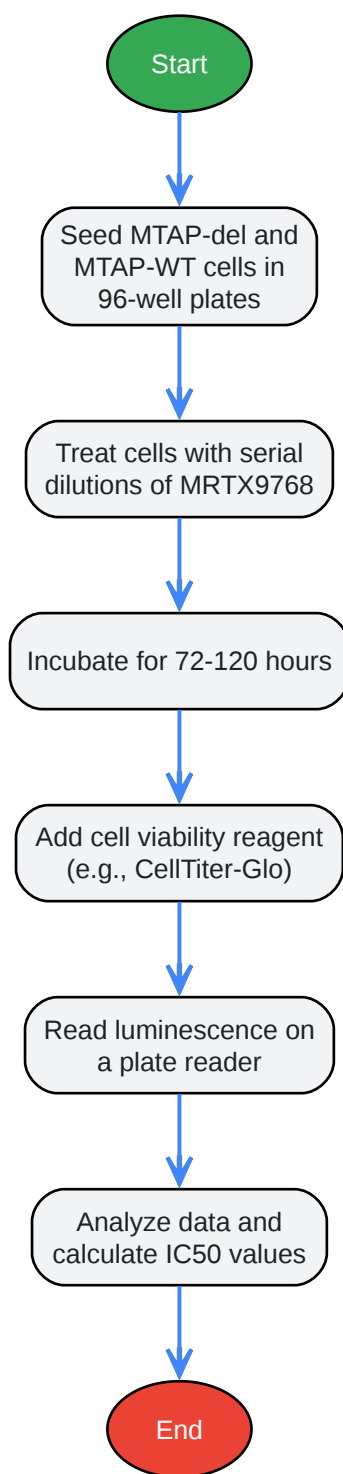 Start
Seed MTAP-del and
MTAP-WT cells in
96-well plates
Treat cells with serial
dilutions of MRTX9768
Incubate for 72-120 hours
Add cell viability reagent
(e.g., CellTiter-Glo)
Read luminescence on
a plate reader
Analyze data and
calculate IC50 values
End